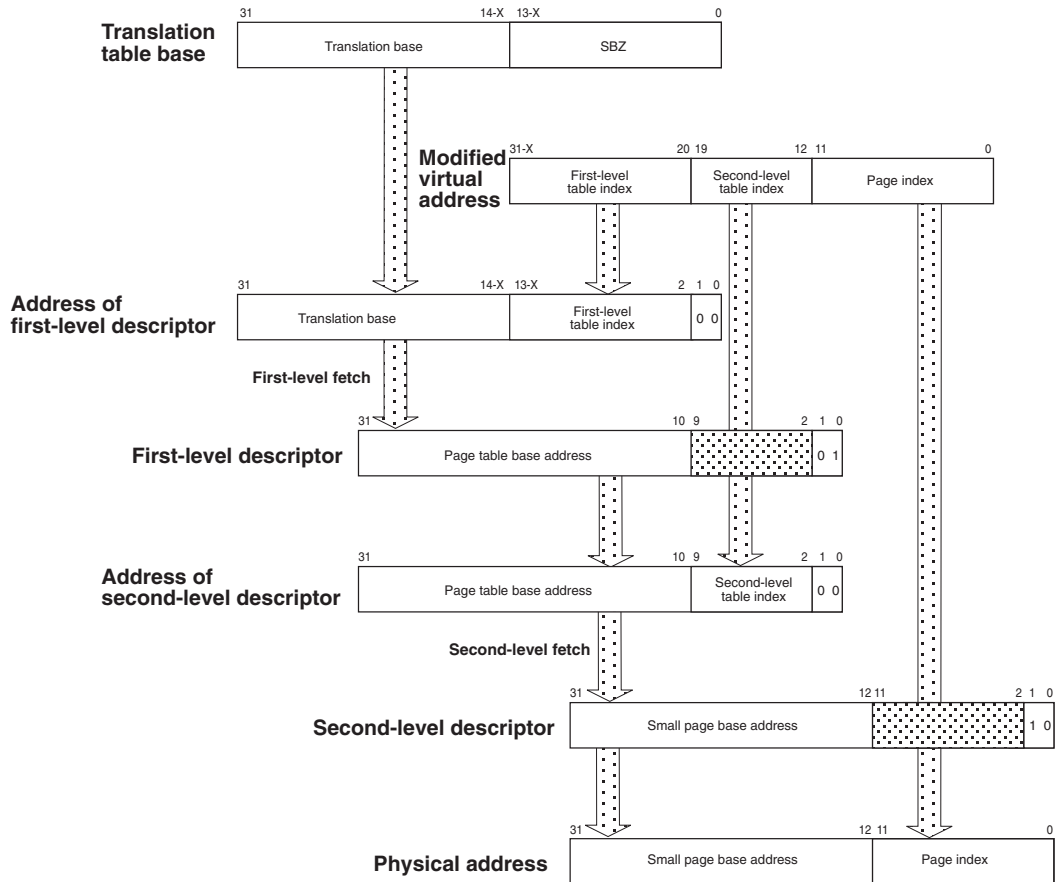 31 14-X 13-X 0
Translation
table base
Translation base SBZ
31-X 20 19 12 11 0
Modified
virtual
address
First-level
table index
Second-level
table index
Page index
31 14-X 13-X 2 1 0
Address of
first-level descriptor
Translation base
First-level
table index
0 0
First-level fetch
31 10 9 2 1 0
First-level descriptor
Page table base address
0 1
31 10 9 2 1 0
Address of
second-level descriptor
Page table base address
Second-level
table index
0 0
Second-level fetch
31 12 11 2 1 0
Second-level descriptor
Small page base address
1 0
31 12 11 0
Physical address
Small page base address
Page index